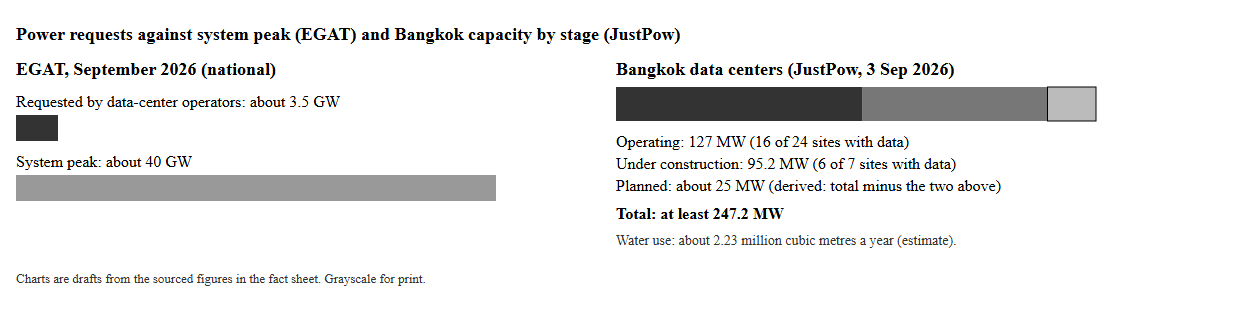 Power requests against system peak (EGAT) and Bangkok capacity by stage (JustPow)
EGAT, September 2026 (national)
Requested by data-center operators: about 3.5 GW
System peak: about 40 GW
Bangkok data centers (JustPow, 3 Sep 2026)
Operating: 127 MW (16 of 24 sites with data)
Under construction: 95.2 MW (6 of 7 sites with data)
Planned: about 25 MW (derived: total minus the two above)
Total: at least 247.2 MW
Water use: about 2.23 million cubic metres a year (estimate).
Charts are drafts from the sourced figures in the fact sheet. Grayscale for print.